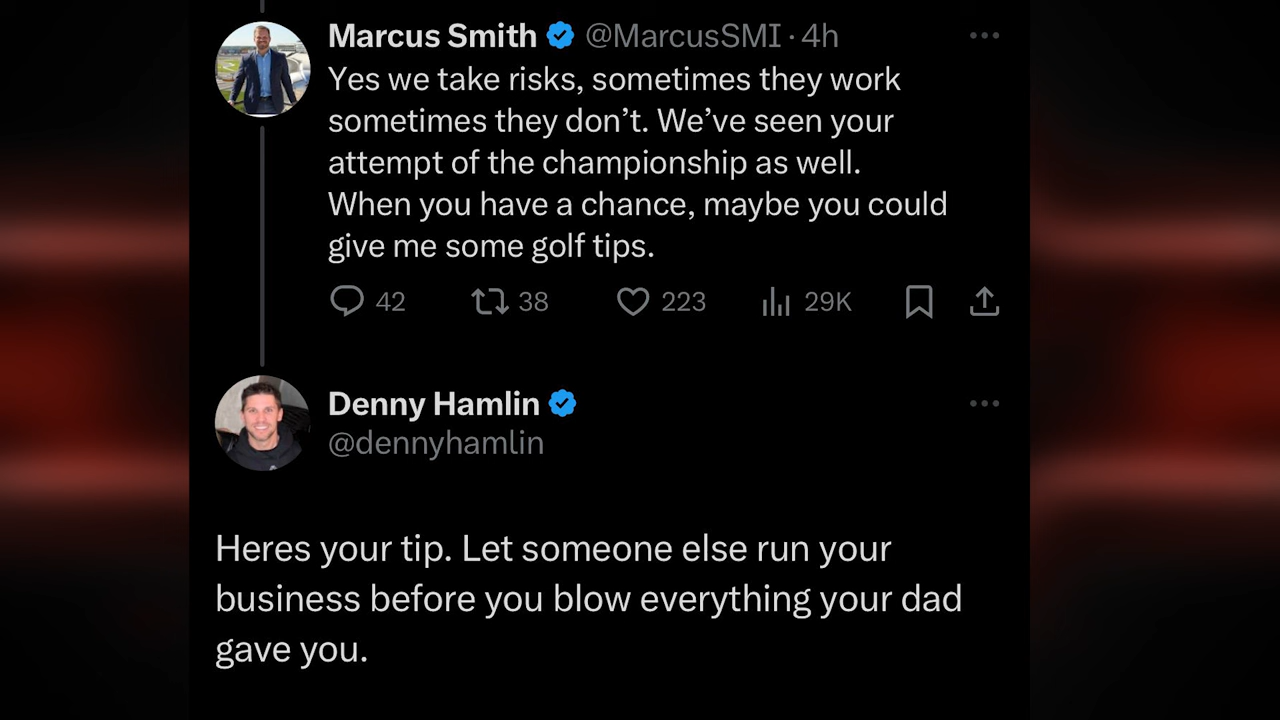 Marcus Smith @MarcusSMI · 4h
Yes we take risks, sometimes they work
sometimes they don’t. We’ve seen your
attempt of the championship as well.
When you have a chance, maybe you could
give me some golf tips.
42 38 223 29K
Denny Hamlin
@dennyhamlin
Heres your tip. Let someone else run your
business before you blow everything your dad
gave you.